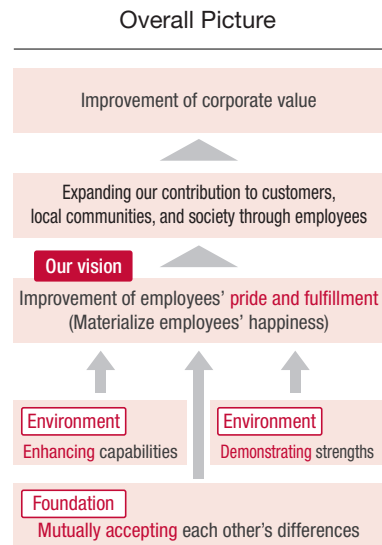 Overall Picture
Improvement of corporate value
Expanding our contribution to customers,
local communities, and society through employees
Our vision
Improvement of employees’ pride and fulfillment
(Materialize employees’ happiness)
Environment
Enhancing capabilities
Environment
Demonstrating strengths
Foundation
Mutually accepting each other’s differences